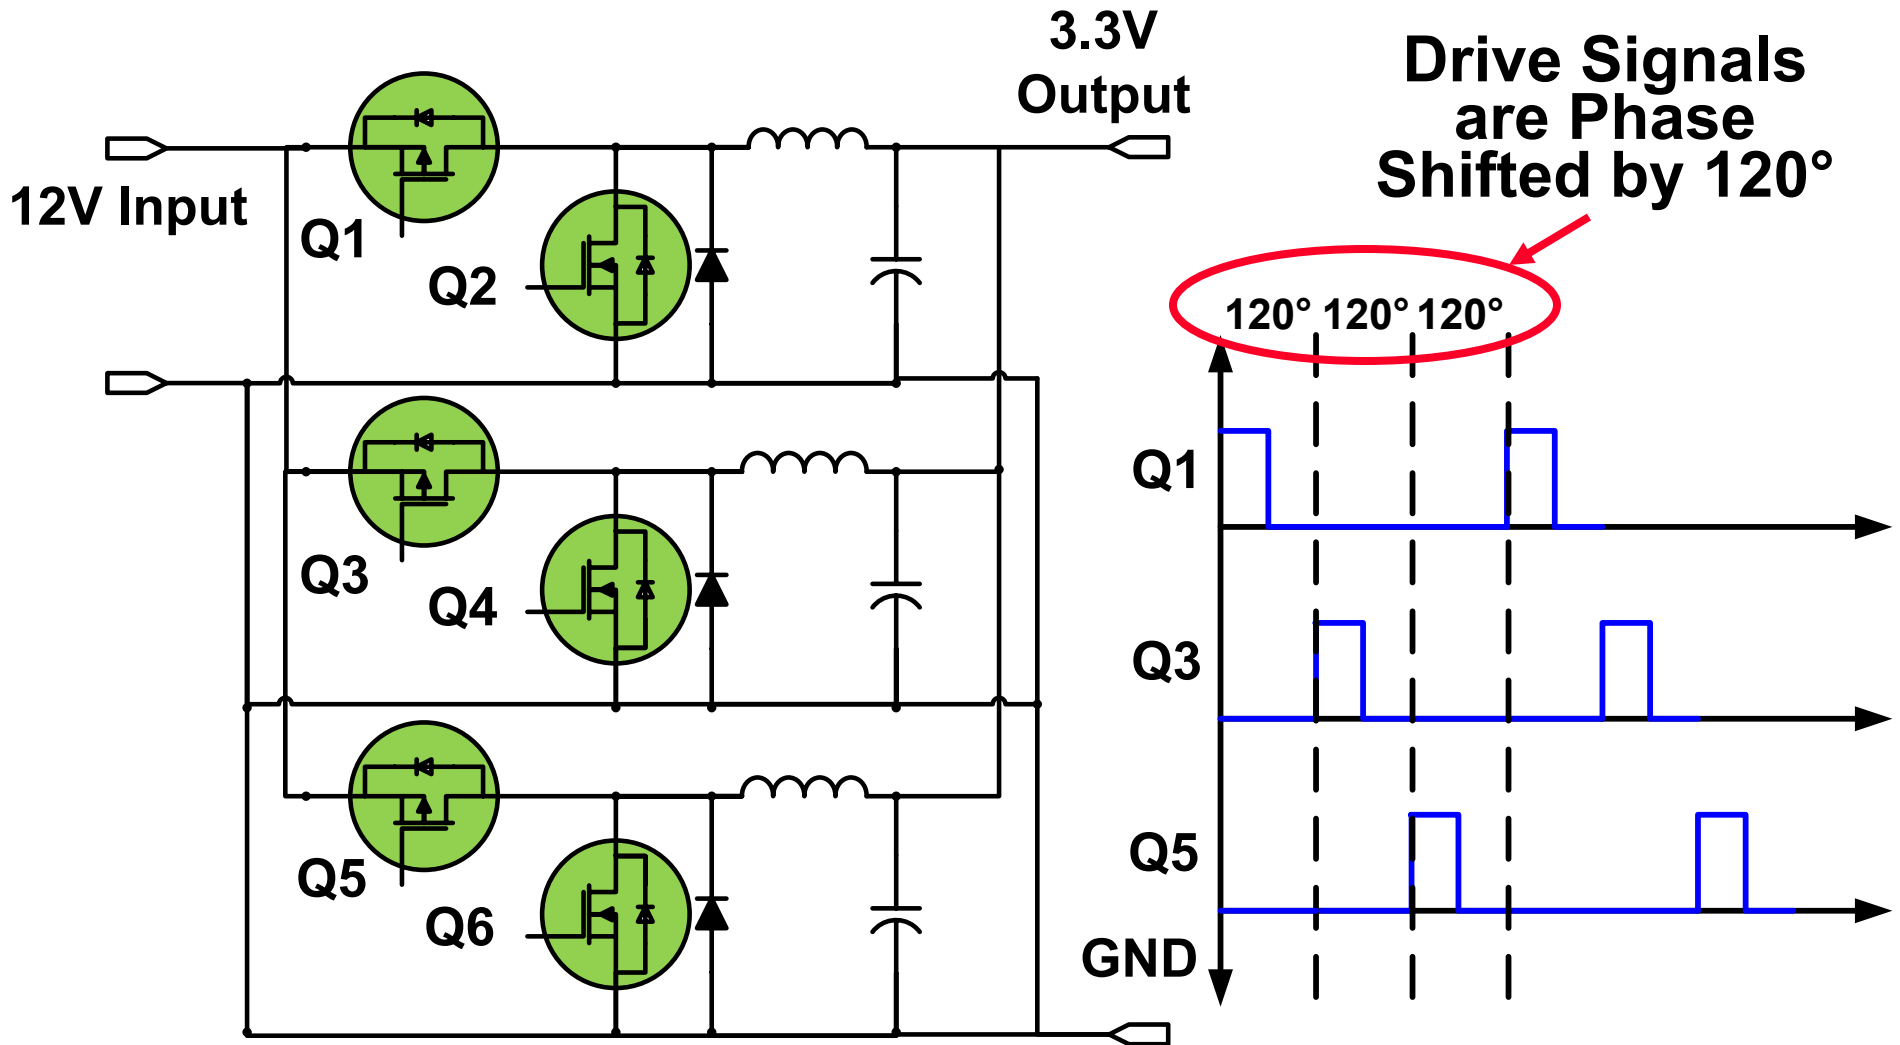 3.3V
Output
Drive Signals
are Phase
Shifted by 120°
12V Input
Q1
Q2
120° 120° 120°
Q1
Q3
Q4
Q3
Q5
Q6
Q5
GND